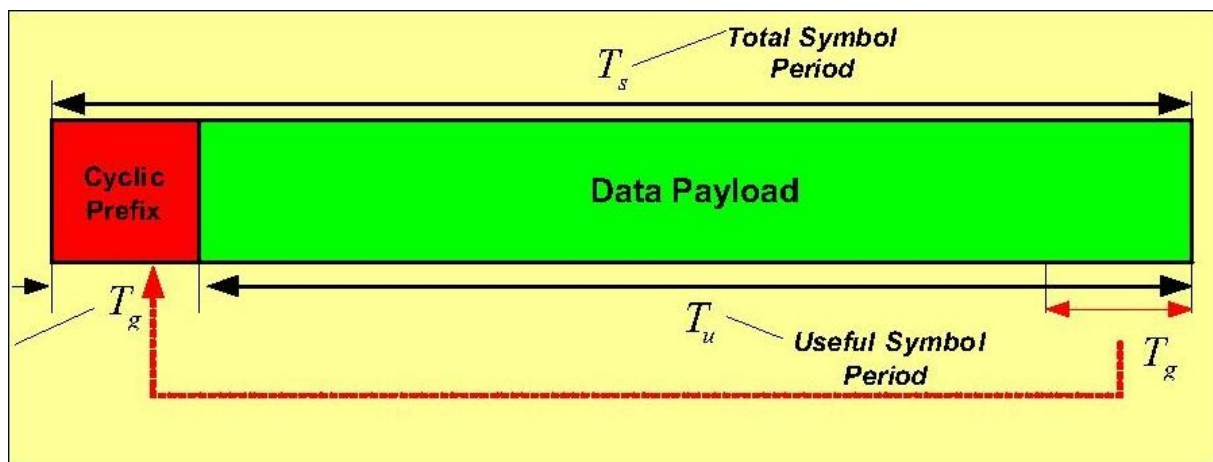 Total Symbol
Period
T_s
Cyclic
Prefix
Data Payload
T_g
T_u
Useful Symbol
Period
T_g